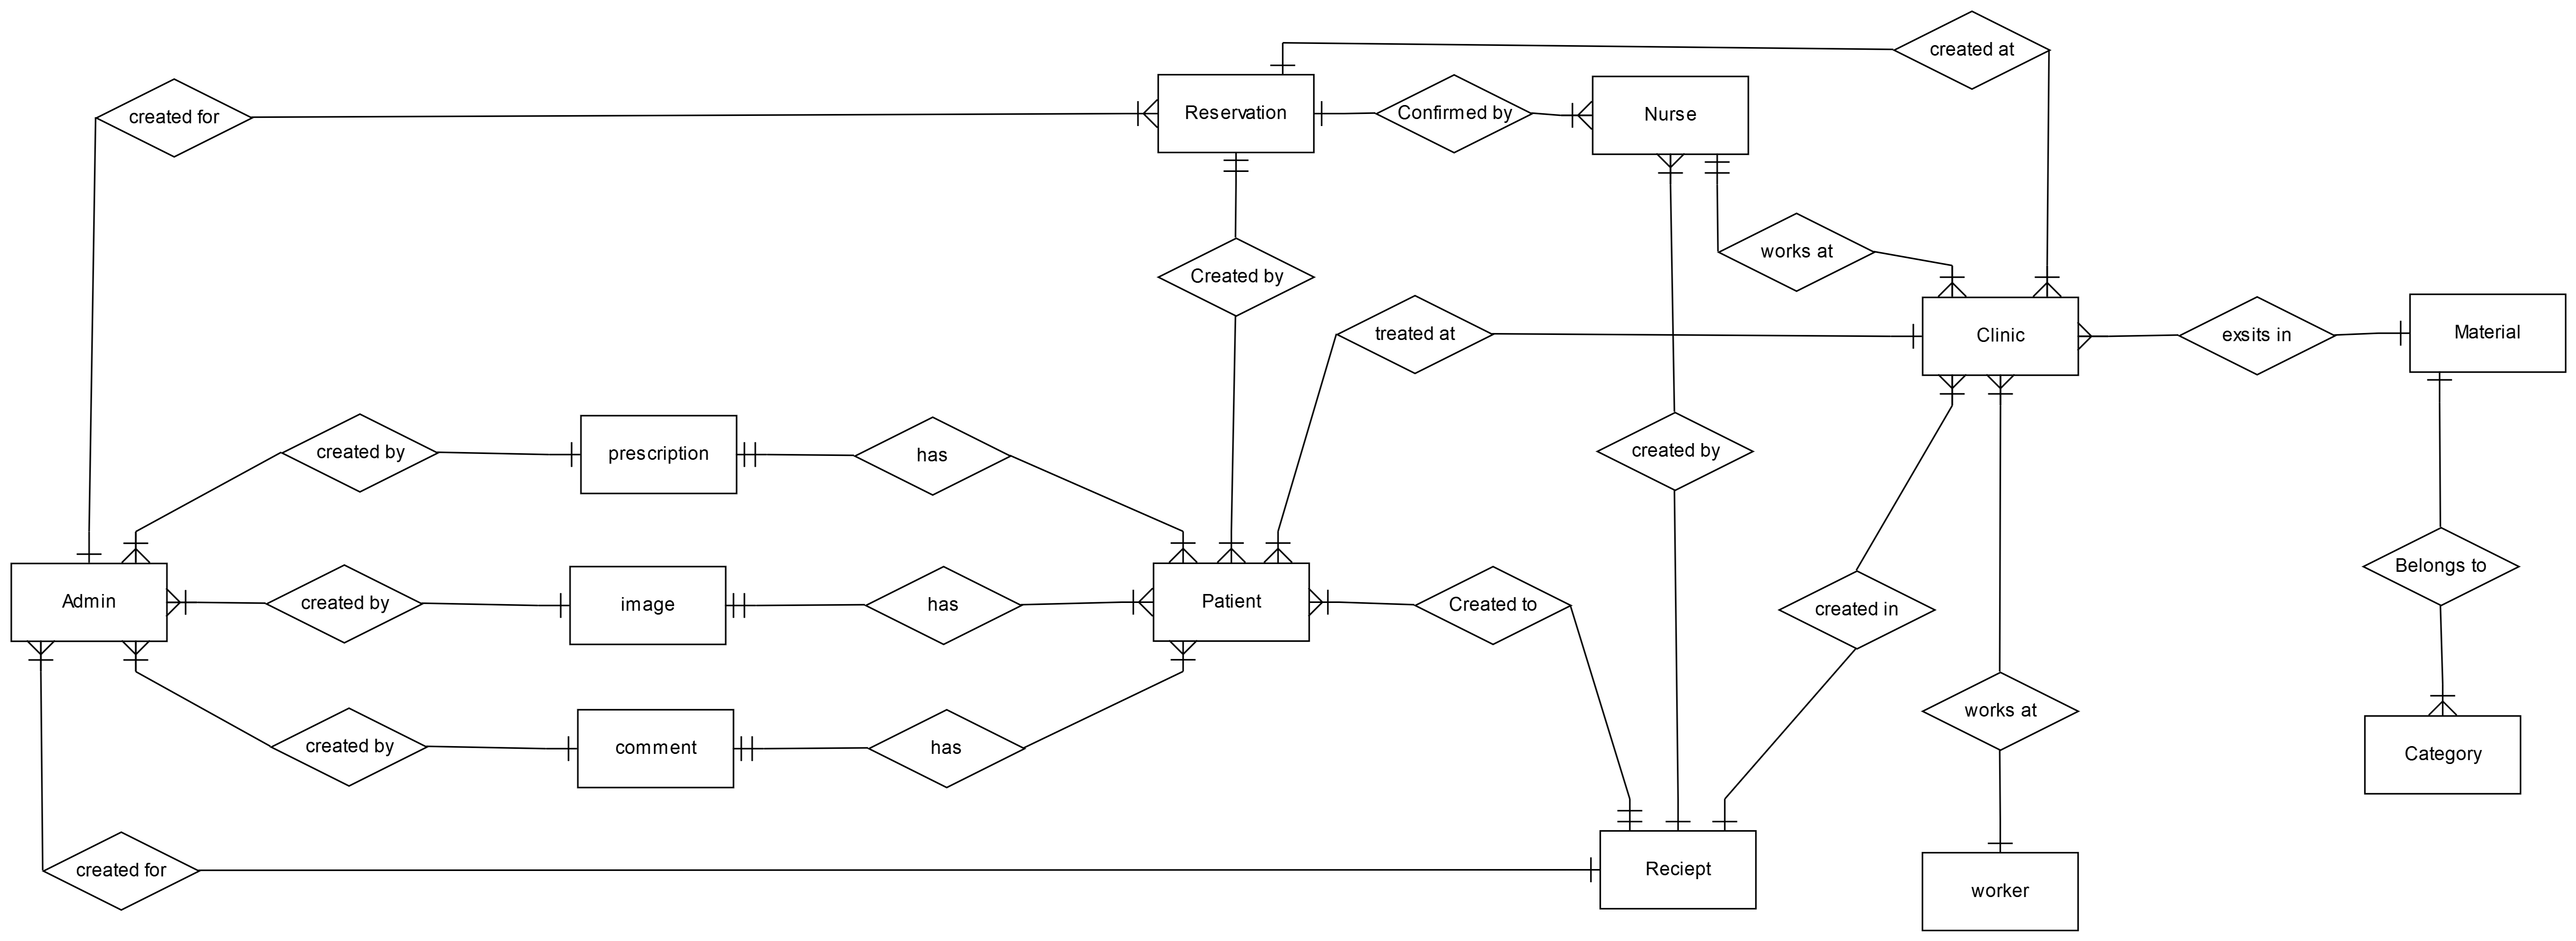 created at
created for
Reservation
Confirmed by
Nurse
works at
Created by
treated at
Clinic
exsits in
Material
created by
prescription
has
created by
Belongs to
Admin
created by
image
has
Patient
Created to
created in
created by
comment
has
works at
Category
created for
Reciept
worker